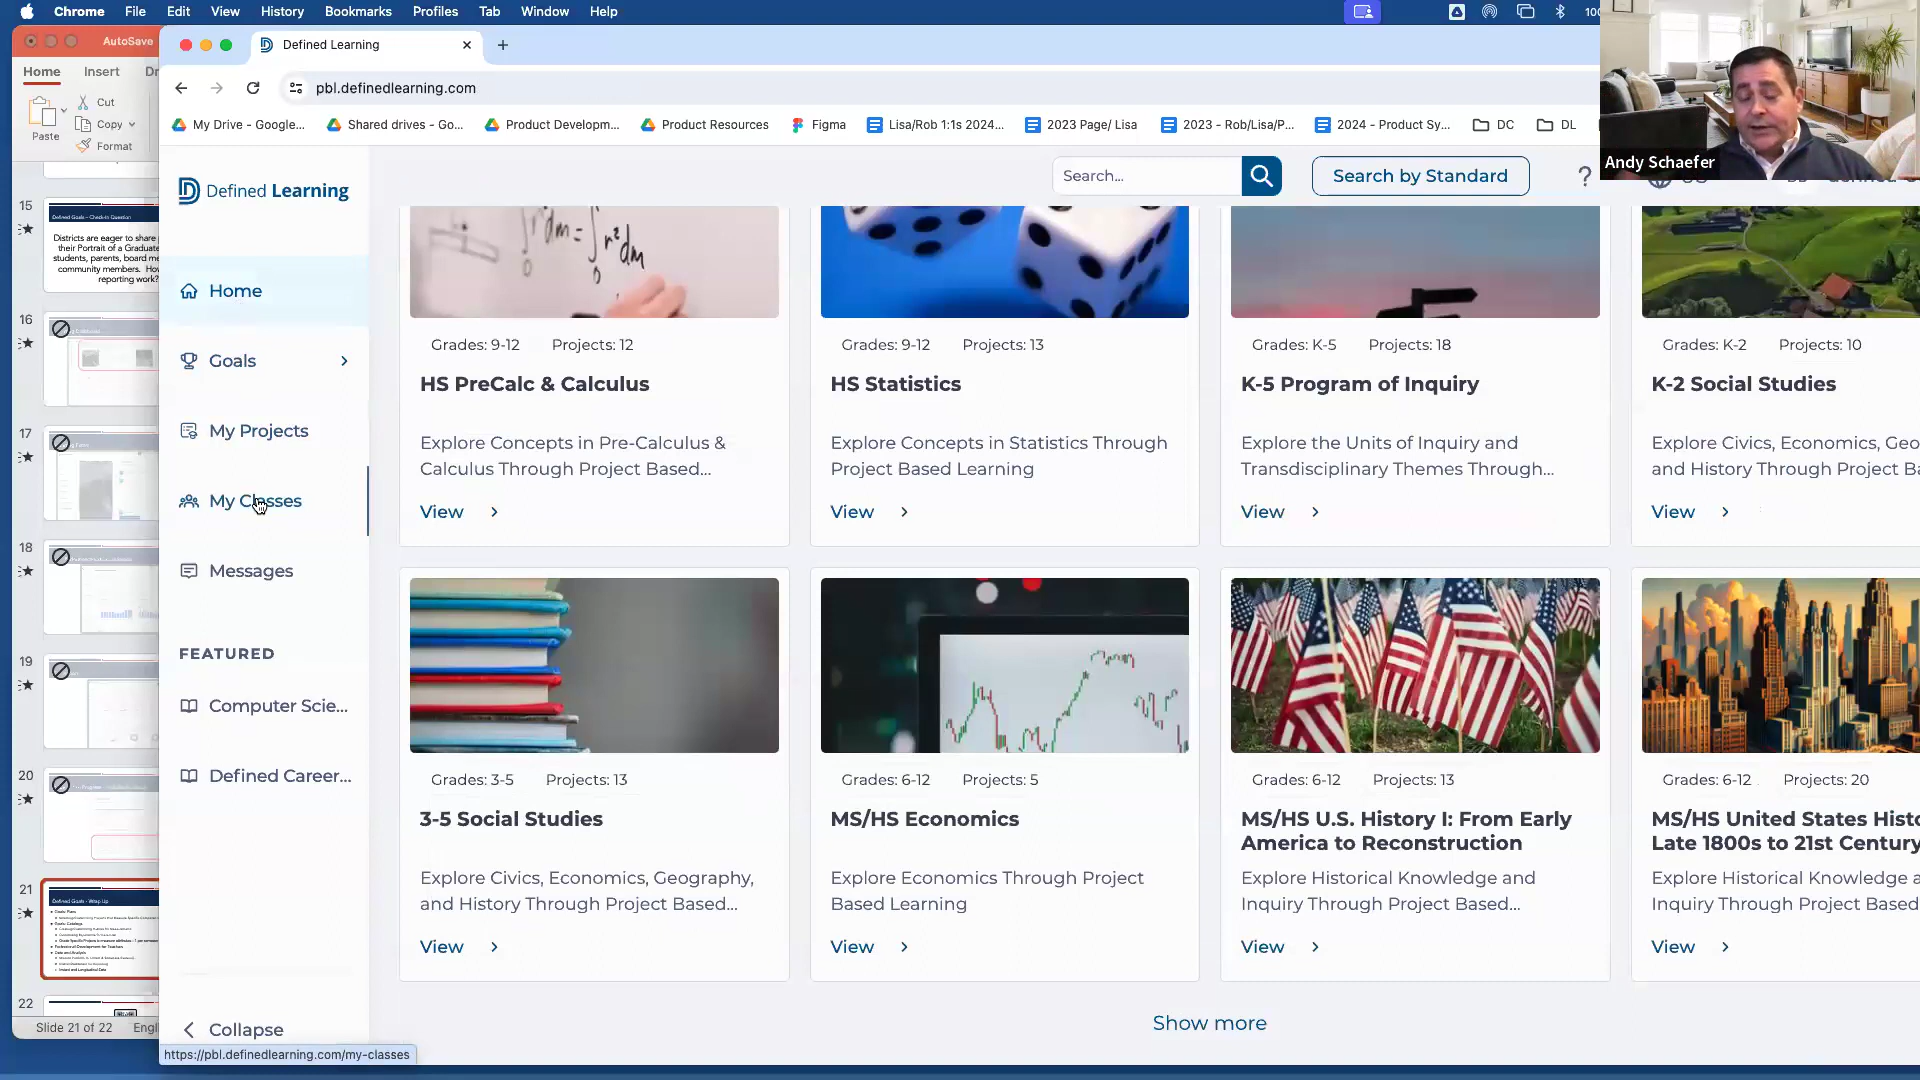 Chrome File Edit View History Bookmarks Profiles Tab Window Help
AutoSave
Defined Learning
Home Insert
Cut
Copy
Paste
Format
pbl.definedlearning.com
My Drive - Google...
Shared drives - Go...
Product Developm...
Product Resources
Figma
Lisa/Rob 1:1s 2024...
2023 Page/ Lisa
2023 - Rob/Lisa/P...
2024 - Product Sy...
DC
DL
Andy Schaefer
Defined Learning
Search...
Search by Standard
?
Home
Goals
My Projects
My Classes
Messages
FEATURED
Computer Scie...
Defined Career...
Collapse
https://pbl.definedlearning.com/my-classes
Grades: 9-12 Projects: 12
HS PreCalc & Calculus
Explore Concepts in Pre-Calculus &
Calculus Through Project Based...
View
Grades: 9-12 Projects: 13
HS Statistics
Explore Concepts in Statistics Through
Project Based Learning
View
Grades: K-5 Projects: 18
K-5 Program of Inquiry
Explore the Units of Inquiry and
Transdisciplinary Themes Through...
View
Grades: K-2 Projects: 10
K-2 Social Studies
Explore Civics, Economics, Geo
and History Through Project Ba
View
Grades: 3-5 Projects: 13
3-5 Social Studies
Explore Civics, Economics, Geography,
and History Through Project Based...
View
Grades: 6-12 Projects: 5
MS/HS Economics
Explore Economics Through Project
Based Learning
View
Grades: 6-12 Projects: 13
MS/HS U.S. History I: From Early
America to Reconstruction
Explore Historical Knowledge and
Inquiry Through Project Based...
View
Grades: 6-12 Projects: 20
MS/HS United States Histo
Late 1800s to 21st Century
Explore Historical Knowledge a
Inquiry Through Project Based
View
Show more
15
Defined Goals - Check-In Question
Districts are eager to share
their Portrait of a Graduate
students, parents, board me
community members. How
reporting work?
16
17
18
19
20
21
Defined Goals - Wrap Up
22
Slide 21 of 22